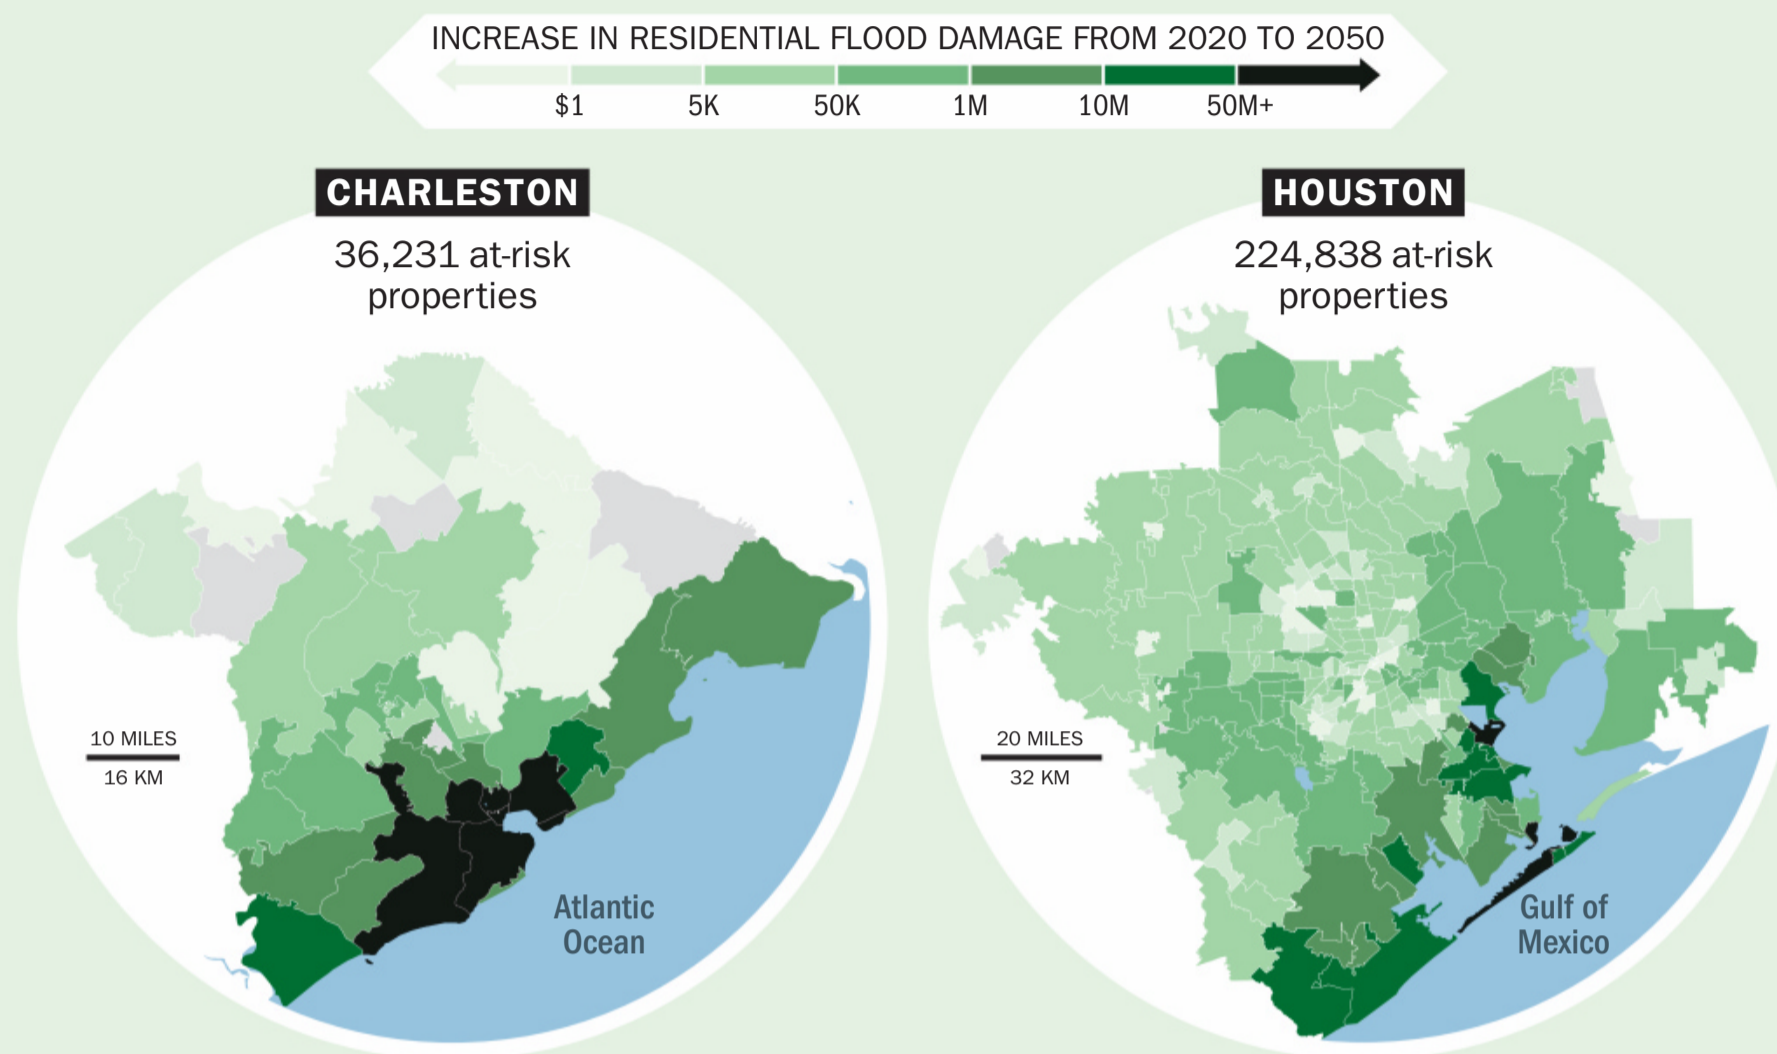 INCREASE IN RESIDENTIAL FLOOD DAMAGE FROM 2020 TO 2050
$1 5K 50K 1M 10M 50M+
CHARLESTON
36,231 at-risk
properties
10 MILES
16 KM
Atlantic
Ocean
HOUSTON
224,838 at-risk
properties
20 MILES
32 KM
Gulf of
Mexico